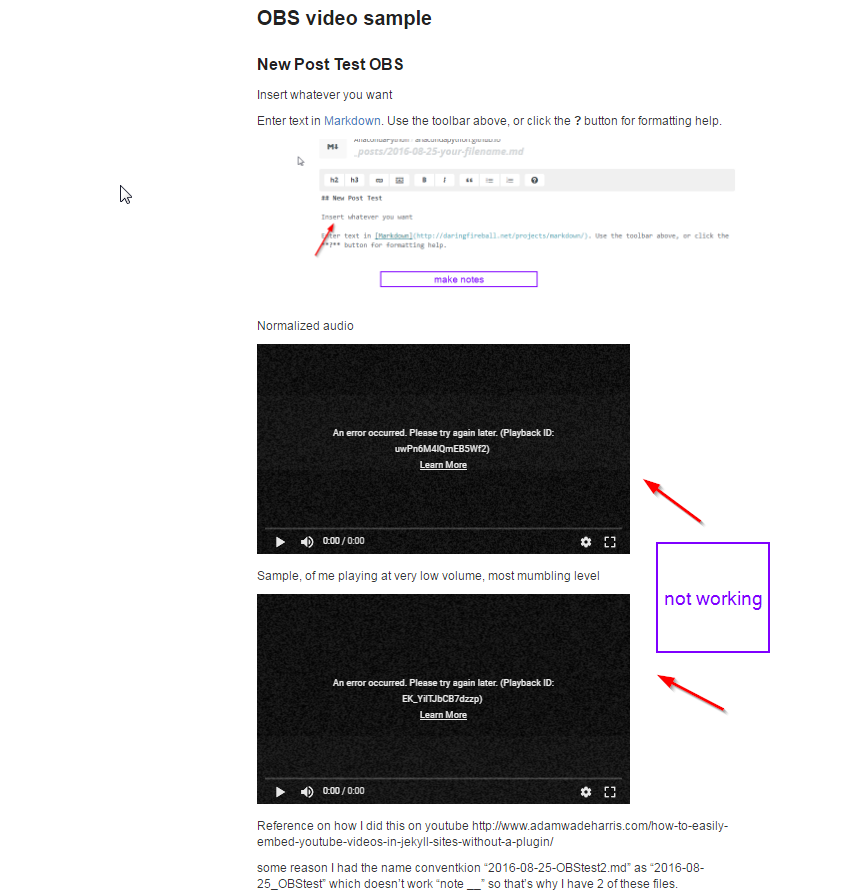 OBS video sample
New Post Test OBS
Insert whatever you want
Enter text in Markdown. Use the toolbar above, or click the ? button for formatting help.
M↓
AnacondaPython / anacondapython.github.io
_posts/2016-08-25-your-filename.md
h2 h3 B I “ ?
## New Post Test
Insert whatever you want
Enter text in [Markdown](http://daringfireball.net/projects/markdown/). Use the toolbar above, or click the
**?** button for formatting help.
make notes
Normalized audio
An error occurred. Please try again later. (Playback ID:
uwPn6M4lQmEB5Wf2)
Learn More
0:00 / 0:00
Sample, of me playing at very low volume, most mumbling level
not working
An error occurred. Please try again later. (Playback ID:
EK_YilTJbCB7dzzp)
Learn More
0:00 / 0:00
Reference on how I did this on youtube http://www.adamwadeharris.com/how-to-easily-
embed-youtube-videos-in-jekyll-sites-without-a-plugin/
some reason I had the name conventkion “2016-08-25-OBStest2.md” as “2016-08-
25_OBStest” which doesn’t work “note __” so that’s why I have 2 of these files.